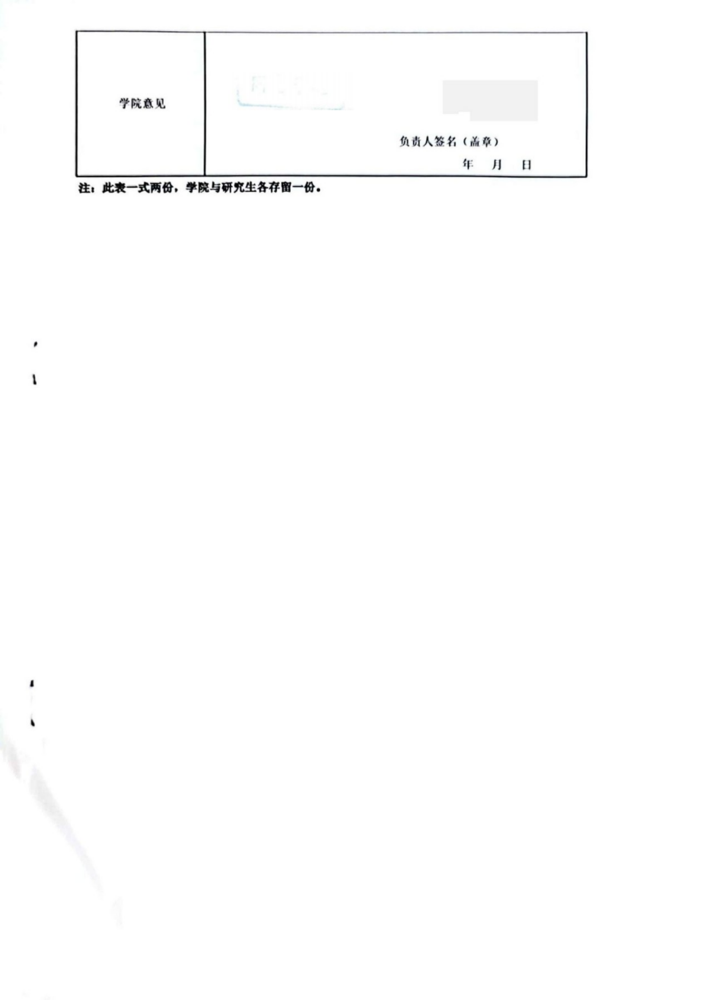 学院意见
负责人签名（盖章）
年 月 日
注：此表一式两份，学院与研究生各存留一份。